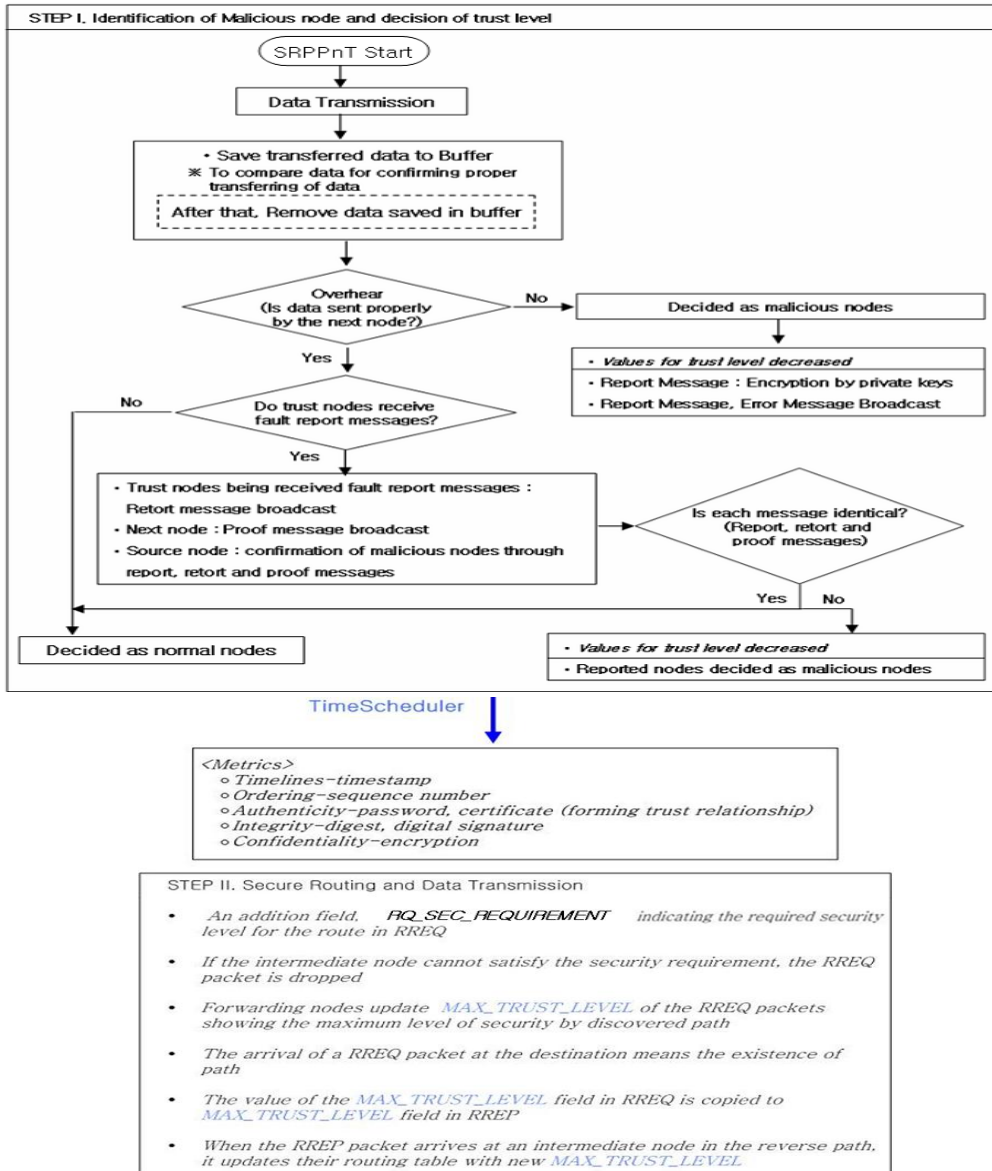 STEP I. Identification of Malicious node and decision of trust level
SRPPnT Start
Data Transmission
• Save transferred data to Buffer
※ To compare data for confirming proper
transferring of data
After that, Remove data saved in buffer
Overhear
(Is data sent properly
by the next node?)
No
Decided as malicious nodes
• Values for trust level decreased
• Report Message : Encryption by private keys
• Report Message, Error Message Broadcast
Yes
Do trust nodes receive
fault report messages?
No
Yes
• Trust nodes being received fault report messages :
Retort message broadcast
• Next node : Proof message broadcast
• Source node : confirmation of malicious nodes through
report, retort and proof messages
Is each message identical?
(Report, retort and
proof messages)
Yes
No
Decided as normal nodes
• Values for trust level decreased
• Reported nodes decided as malicious nodes
TimeScheduler
<Metrics>
○ Timelines-timestamp
○ Ordering-sequence number
○ Authenticity-password, certificate (forming trust relationship)
○ Integrity-digest, digital signature
○ Confidentiality-encryption
STEP II. Secure Routing and Data Transmission
• An addition field, RQ_SEC_REQUIREMENT indicating the required security
level for the route in RREQ
• If the intermediate node cannot satisfy the security requirement, the RREQ
packet is dropped
• Forwarding nodes update MAX_TRUST_LEVEL of the RREQ packets
showing the maximum level of security by discovered path
• The arrival of a RREQ packet at the destination means the existence of
path
• The value of the MAX_TRUST_LEVEL field in RREQ is copied to
MAX_TRUST_LEVEL field in RREP
• When the RREP packet arrives at an intermediate node in the reverse path,
it updates their routing table with new MAX_TRUST_LEVEL